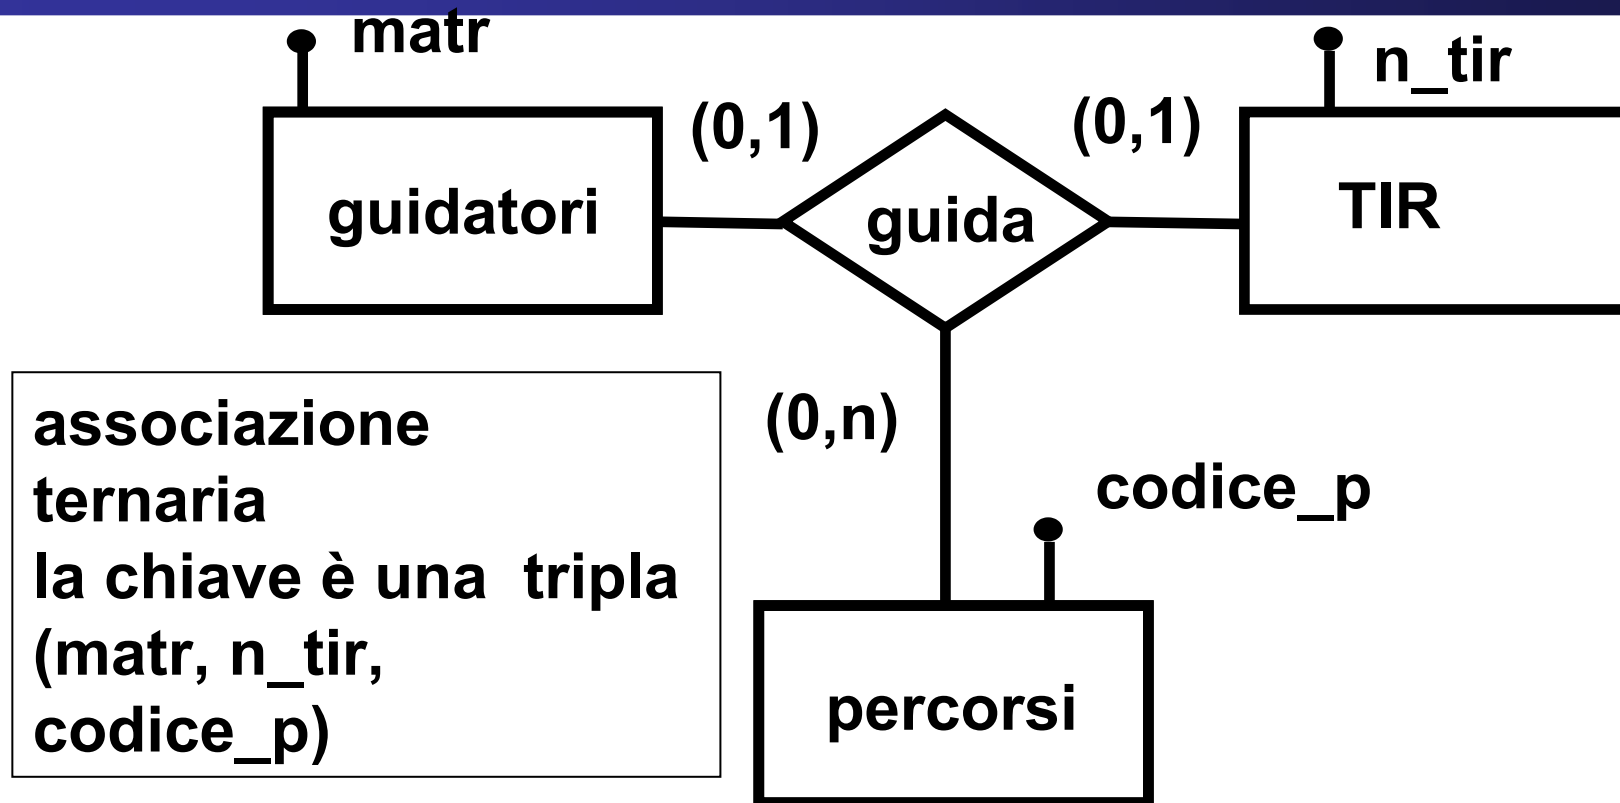 matr
n_tir
(0,1)
(0,1)
guidatori
guida
TIR
(0,n)
codice_p
percorsi
associazione
ternaria
la chiave è una tripla
(matr, n_tir,
codice_p)